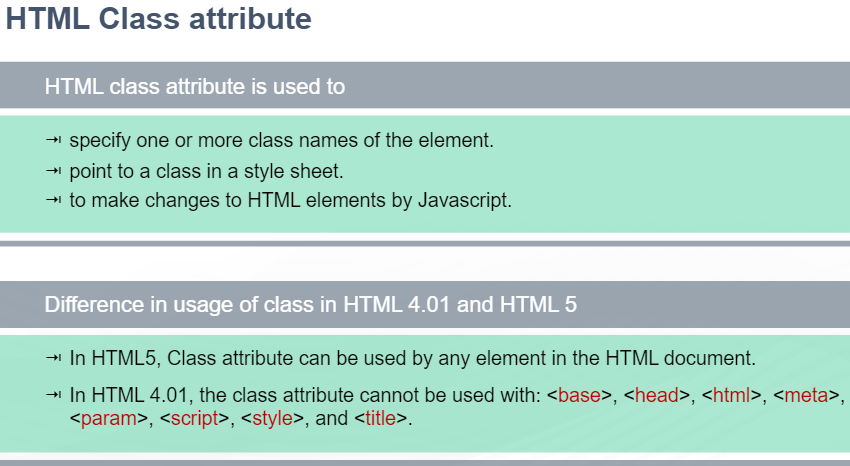 HTML Class attribute
HTML class attribute is used to
⇥ specify one or more class names of the element.
⇥ point to a class in a style sheet.
⇥ to make changes to HTML elements by Javascript.
Difference in usage of class in HTML 4.01 and HTML 5
⇥ In HTML5, Class attribute can be used by any element in the HTML document.
⇥ In HTML 4.01, the class attribute cannot be used with: <base>, <head>, <html>, <meta>,
<param>, <script>, <style>, and <title>.